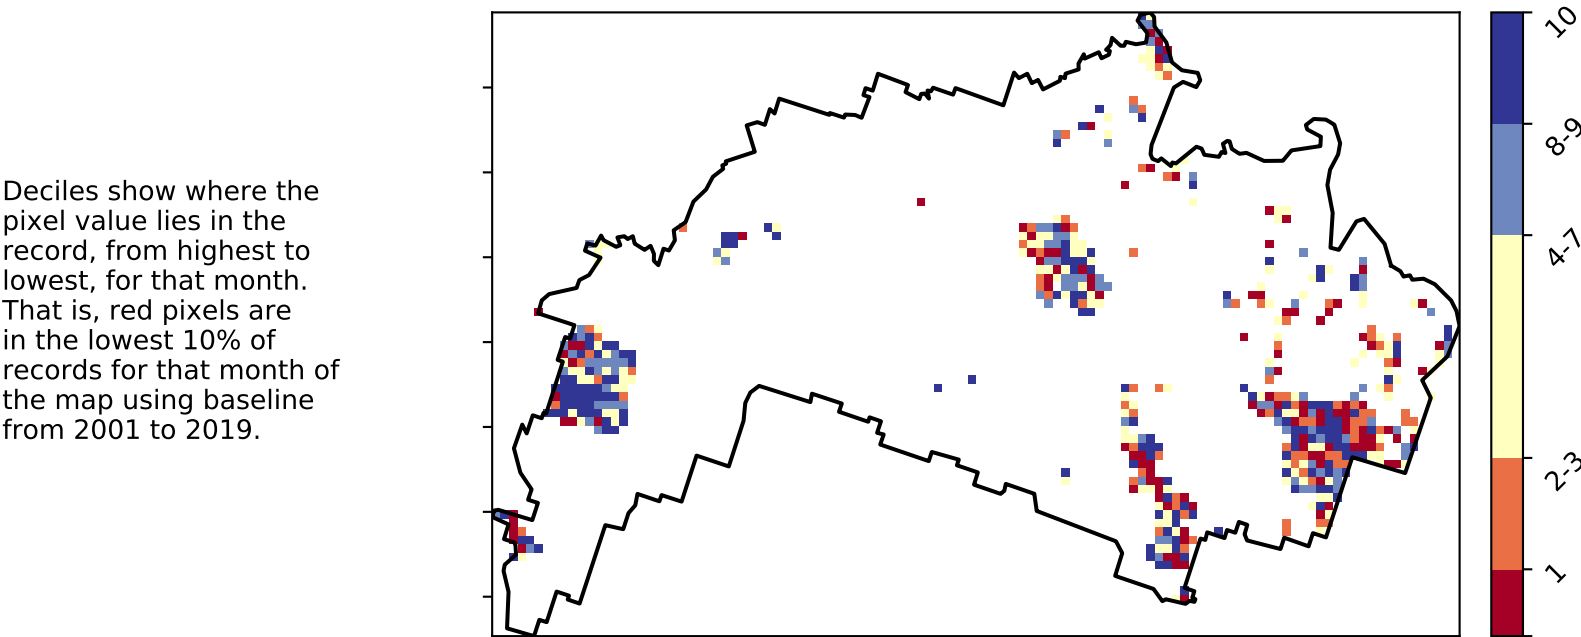 Deciles show where the
pixel value lies in the
record, from highest to
lowest, for that month.
That is, red pixels are
in the lowest 10% of
records for that month of
the map using baseline
from 2001 to 2019.
10
8-9
4-7
2-3
1